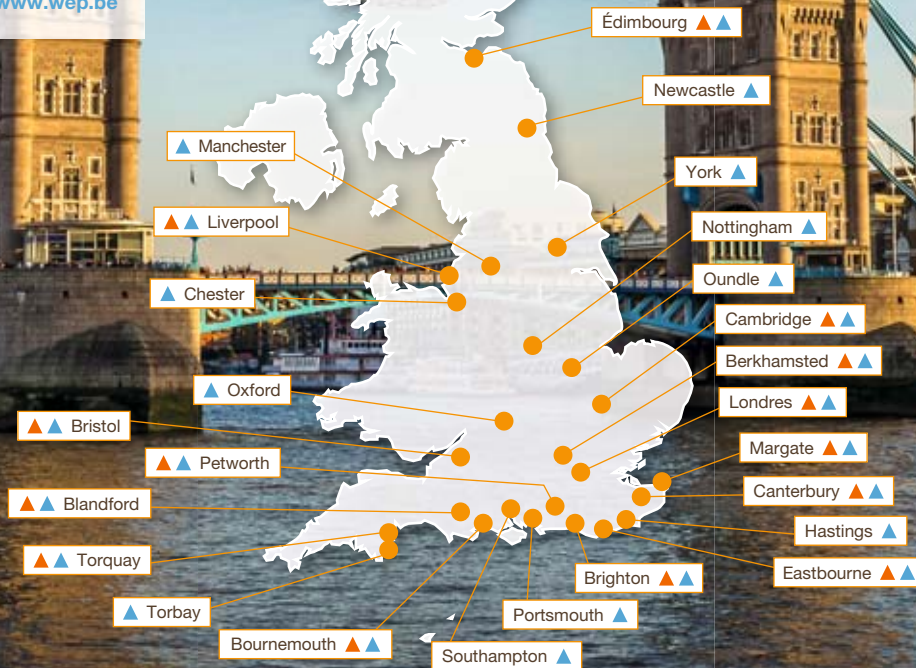 www.wep.be
Édimbourg
Newcastle
Manchester
York
Liverpool
Nottingham
Oundle
Chester
Cambridge
Berkhamsted
Oxford
Londres
Bristol
Margate
Petworth
Canterbury
Blandford
Hastings
Torquay
Eastbourne
Brighton
Torbay
Portsmouth
Bournemouth
Southampton